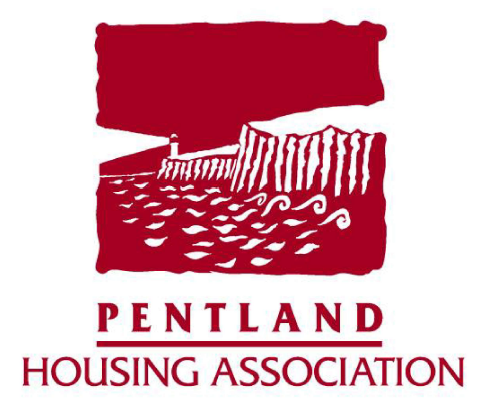 PENTLAND
HOUSING ASSOCIATION